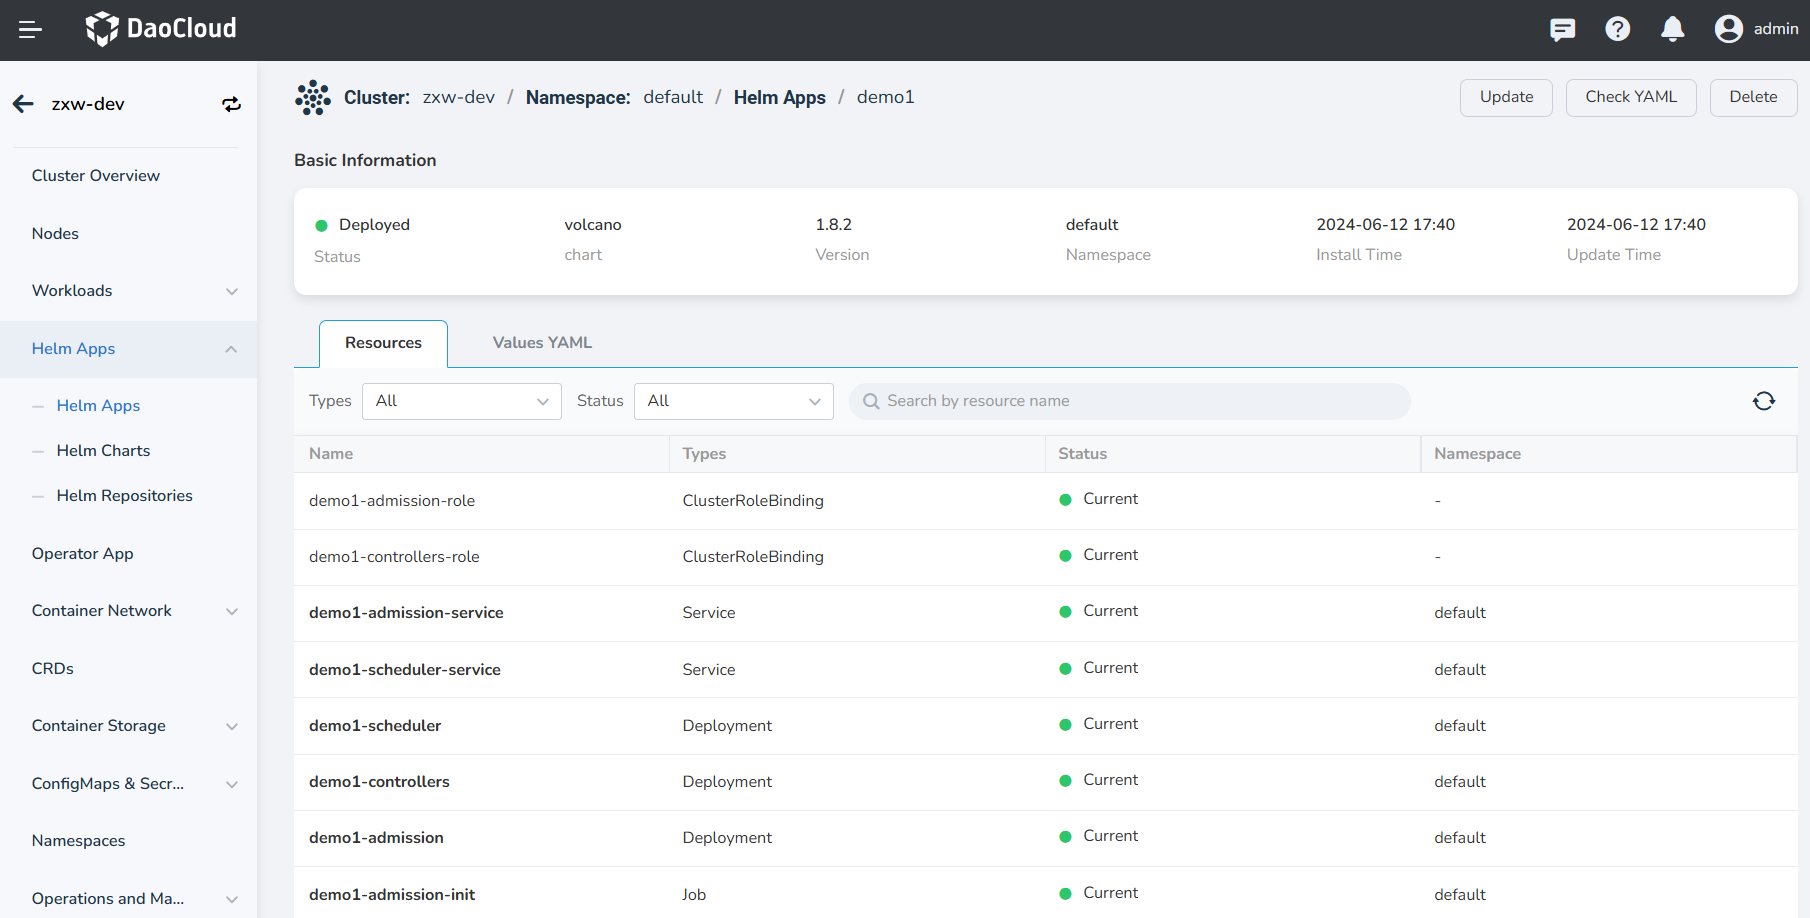 DaoCloud
admin
zxw-dev
Cluster Overview
Nodes
Workloads
Helm Apps
Helm Apps
Helm Charts
Helm Repositories
Operator App
Container Network
CRDs
Container Storage
ConfigMaps & Secr...
Namespaces
Operations and Ma...
Cluster: zxw-dev / Namespace: default / Helm Apps / demo1
Update Check YAML Delete
Basic Information
Deployed volcano 1.8.2 default 2024-06-12 17:40 2024-06-12 17:40
Status chart Version Namespace Install Time Update Time
Resources Values YAML
Types All Status All Search by resource name
Name Types Status Namespace
demo1-admission-role ClusterRoleBinding Current -
demo1-controllers-role ClusterRoleBinding Current -
demo1-admission-service Service Current default
demo1-scheduler-service Service Current default
demo1-scheduler Deployment Current default
demo1-controllers Deployment Current default
demo1-admission Deployment Current default
demo1-admission-init Job Current default